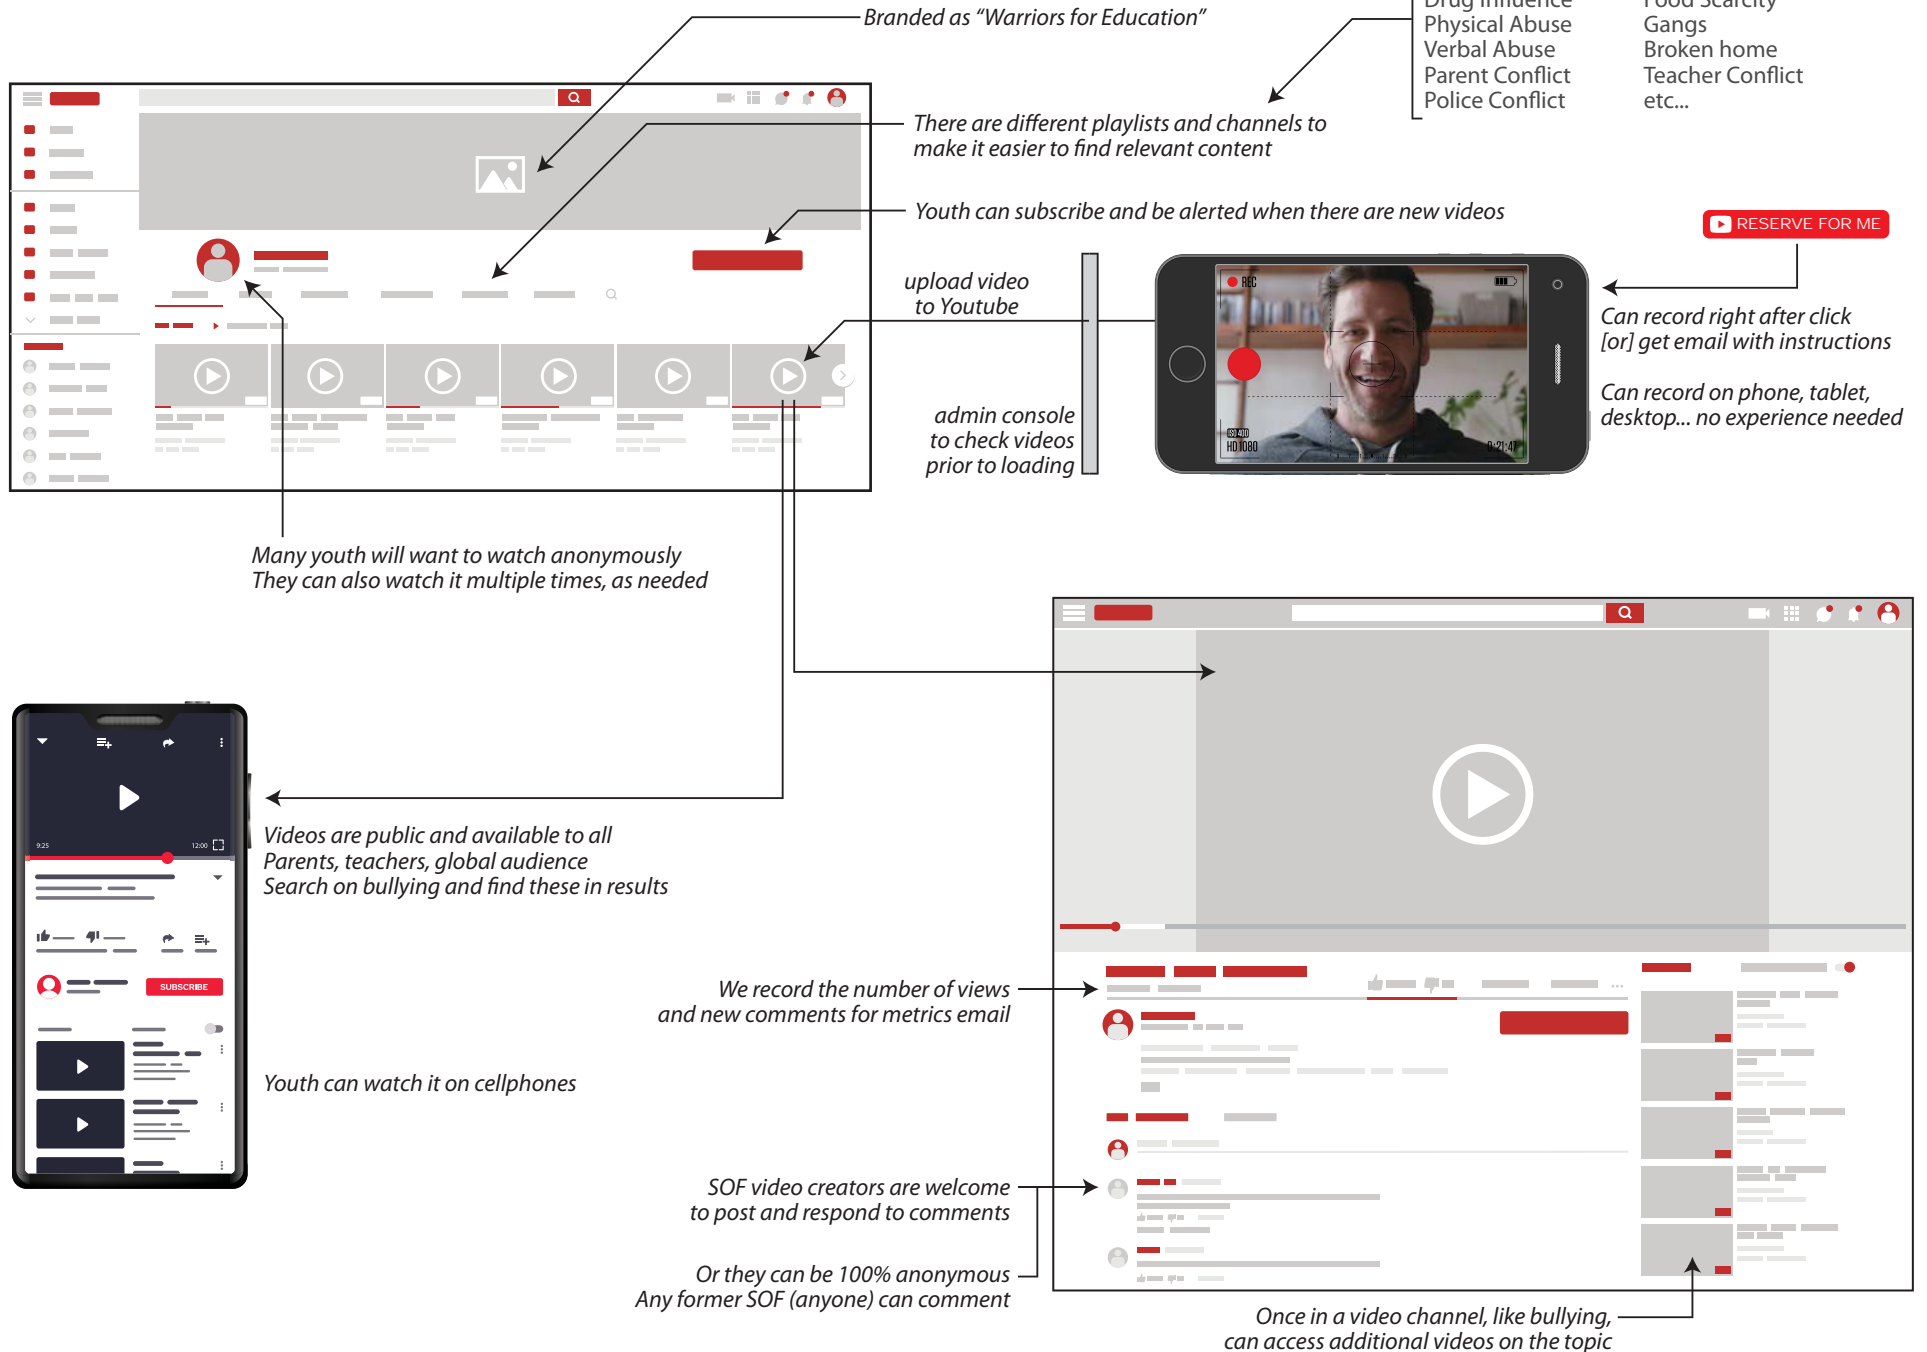 Branded as “Warriors for Education”
Drug Influence
Physical Abuse
Verbal Abuse
Parent Conflict
Police Conflict
Food Scarcity
Gangs
Broken home
Teacher Conflict
etc...
There are different playlists and channels to
make it easier to find relevant content
Youth can subscribe and be alerted when there are new videos
RESERVE FOR ME
upload video
to Youtube
REC
ISO 400
HD 1080
0:21:47
Can record right after click
[or] get email with instructions
Can record on phone, tablet,
desktop... no experience needed
admin console
to check videos
prior to loading
Many youth will want to watch anonymously
They can also watch it multiple times, as needed
9:25
12:00
SUBSCRIBE
Videos are public and available to all
Parents, teachers, global audience
Search on bullying and find these in results
Youth can watch it on cellphones
We record the number of views
and new comments for metrics email
SOF video creators are welcome
to post and respond to comments
Or they can be 100% anonymous
Any former SOF (anyone) can comment
Once in a video channel, like bullying,
can access additional videos on the topic